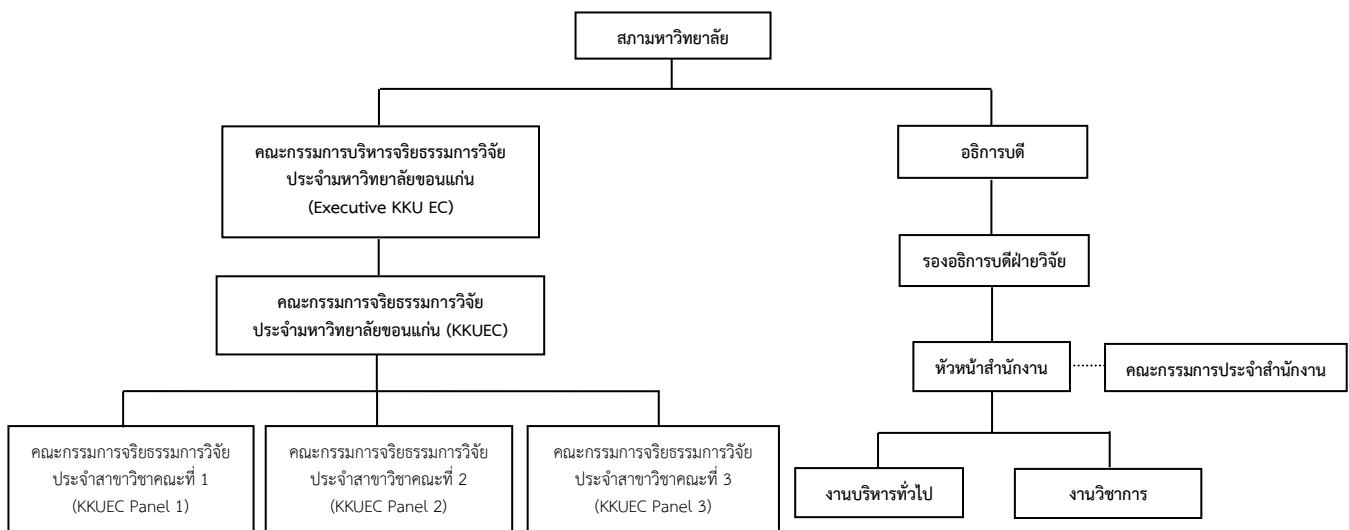 สภามหาวิทยาลัย
คณะกรรมการบริหารจริยธรรมการวิจัย
ประจำมหาวิทยาลัยขอนแก่น
(Executive KKU EC)
อธิการบดี
รองอธิการบดีฝ่ายวิจัย
คณะกรรมการจริยธรรมการวิจัย
ประจำมหาวิทยาลัยขอนแก่น (KKUEC)
หัวหน้าสำนักงาน
คณะกรรมการประจำสำนักงาน
คณะกรรมการจริยธรรมการวิจัย
ประจำสาขาวิชาคณะที่ 1
(KKUEC Panel 1)
คณะกรรมการจริยธรรมการวิจัย
ประจำสาขาวิชาคณะที่ 2
(KKUEC Panel 2)
คณะกรรมการจริยธรรมการวิจัย
ประจำสาขาวิชาคณะที่ 3
(KKUEC Panel 3)
งานบริหารทั่วไป
งานวิชาการ